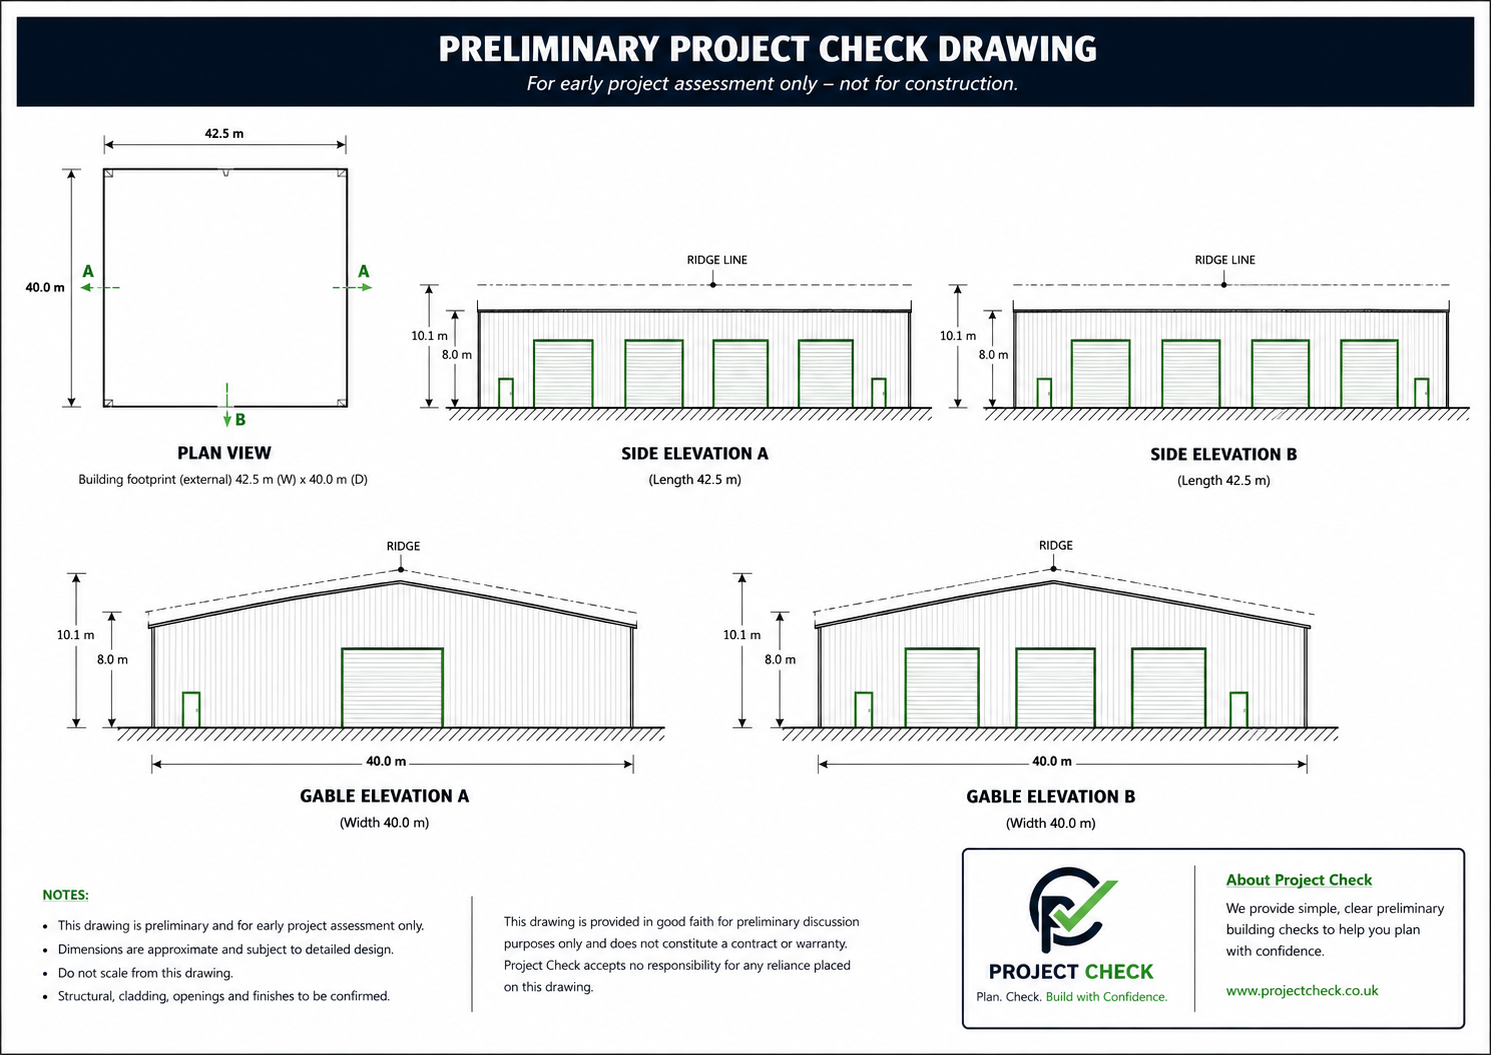 PRELIMINARY PROJECT CHECK DRAWING
For early project assessment only – not for construction.
42.5 m
40.0 m
A
A
B
PLAN VIEW
Building footprint (external) 42.5 m (W) x 40.0 m (D)
RIDGE LINE
10.1 m
8.0 m
SIDE ELEVATION A
(Length 42.5 m)
RIDGE LINE
10.1 m
8.0 m
SIDE ELEVATION B
(Length 42.5 m)
RIDGE
10.1 m
8.0 m
40.0 m
GABLE ELEVATION A
(Width 40.0 m)
RIDGE
10.1 m
8.0 m
40.0 m
GABLE ELEVATION B
(Width 40.0 m)
NOTES:
• This drawing is preliminary and for early project assessment only.
• Dimensions are approximate and subject to detailed design.
• Do not scale from this drawing.
• Structural, cladding, openings and finishes to be confirmed.
This drawing is provided in good faith for preliminary discussion
purposes only and does not constitute a contract or warranty.
Project Check accepts no responsibility for any reliance placed
on this drawing.
PROJECT CHECK
Plan. Check. Build with Confidence.
About Project Check
We provide simple, clear preliminary
building checks to help you plan
with confidence.
www.projectcheck.co.uk